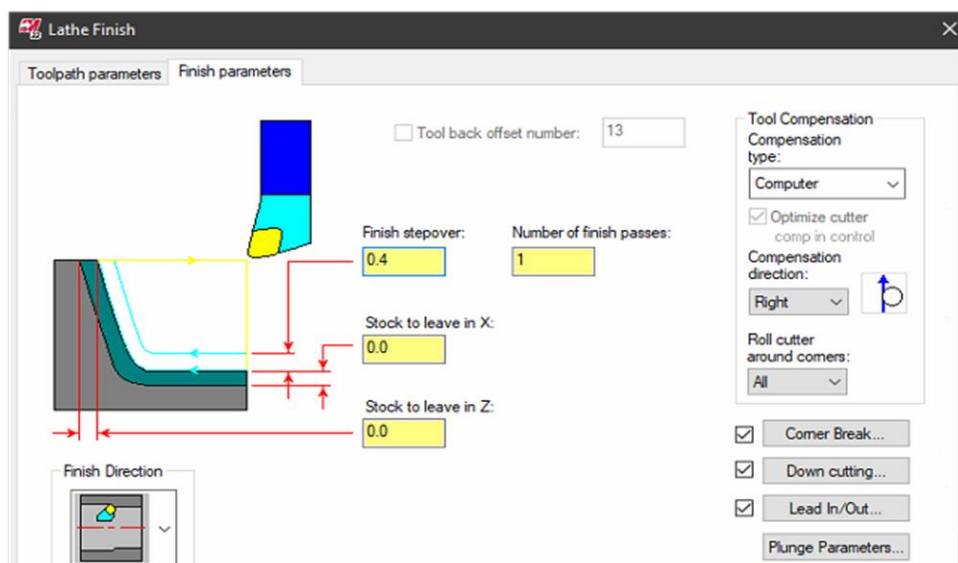 Lathe Finish
Toolpath parameters
Finish parameters
Tool back offset number:
13
Finish stepover:
0.4
Number of finish passes:
1
Stock to leave in X:
0.0
Stock to leave in Z:
0.0
Finish Direction
Tool Compensation
Compensation
type:
Computer
Optimize cutter
comp in control
Compensation
direction:
Right
Roll cutter
around corners:
All
Corner Break...
Down cutting...
Lead In/Out...
Plunge Parameters...